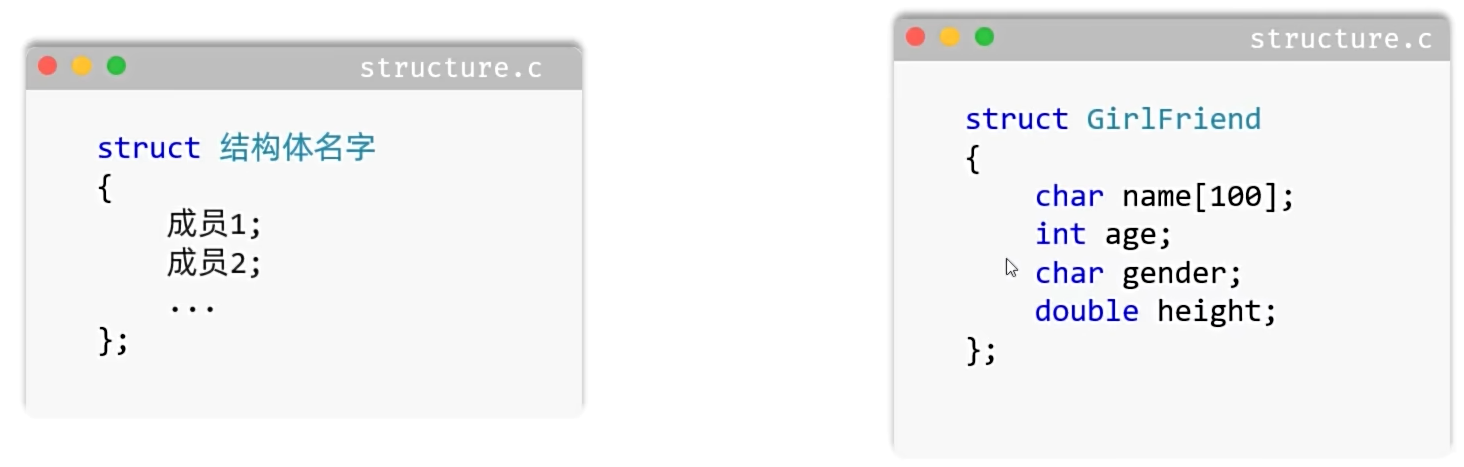 structure.c
struct 结构体名字
{
成员1;
成员2;
...
};
structure.c
struct GirlFriend
{
char name[100];
int age;
char gender;
double height;
};